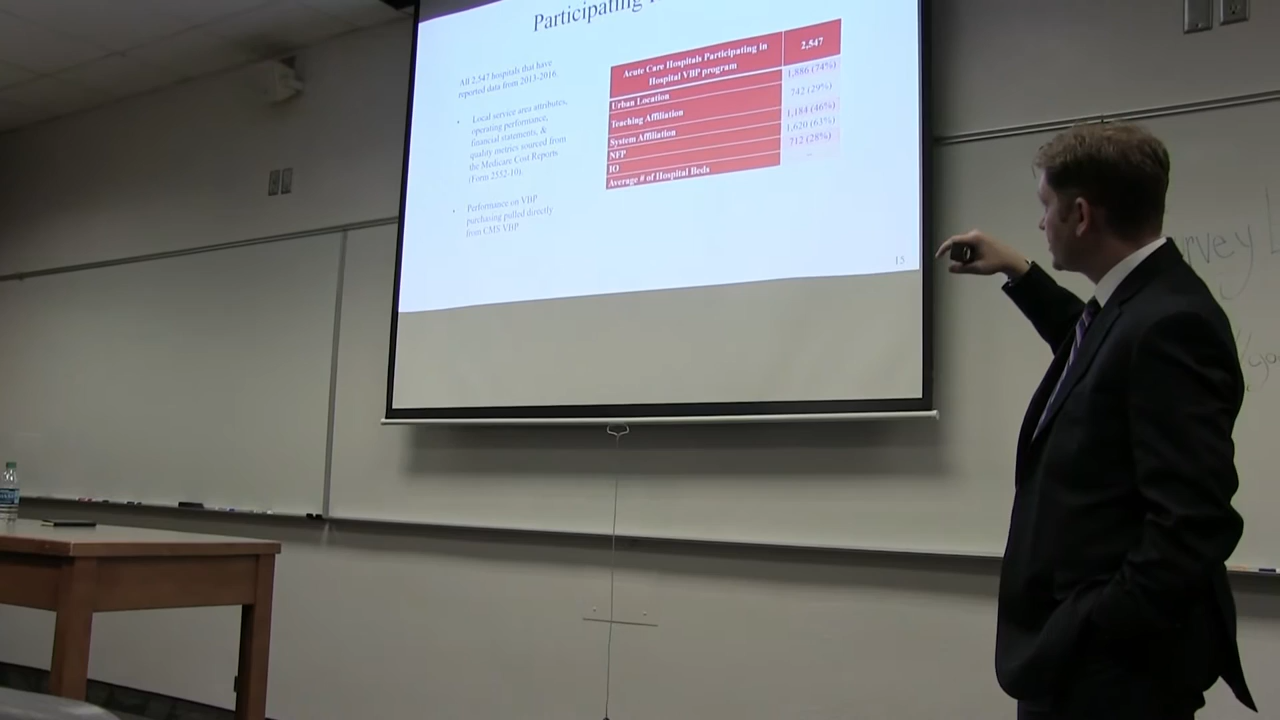 Participating
All 2,547 hospitals that have
reported data from 2013-2016.
• Local service area attributes,
operating performance,
financial statements, &
quality metrics sourced from
the Medicare Cost Reports
(Form 2552-10).
• Performance on VBP
purchasing pulled directly
from CMS VBP
Acute Care Hospitals Participating in
Hospital VBP program
2,547
Urban Location
1,886 (74%)
Teaching Affiliation
742 (29%)
System Affiliation
1,184 (46%)
NFP
1,620 (63%)
IO
712 (28%)
Average # of Hospital Beds
15
rvey